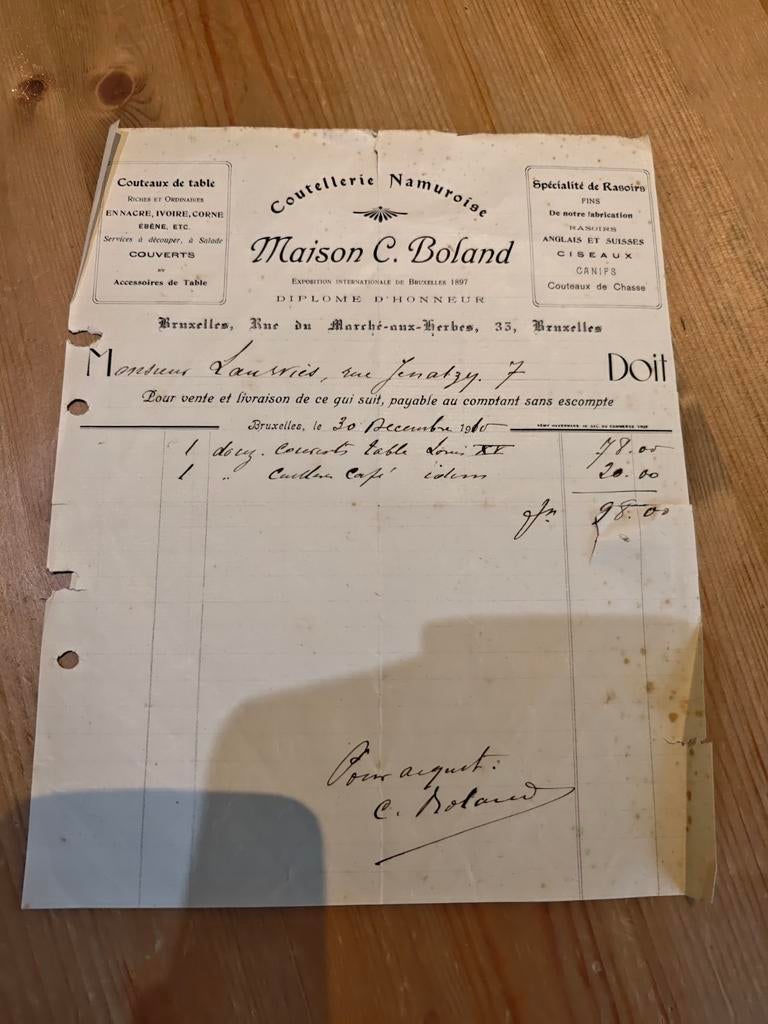 Couteaux de table
RICHES ET ORDINAIRES
EN NACRE, IVOIRE, CORNE
ÉBÈNE, ETC.
Services à découper, à Salade
COUVERTS
ET
Accessoires de Table
Coutellerie Namuroise
Maison C. Boland
EXPOSITION INTERNATIONALE DE BRUXELLES 1897
DIPLOME D'HONNEUR
Spécialité de Rasoirs
FINS
De notre fabrication
RASOIRS
ANGLAIS ET SUISSES
CISEAUX
CANIFS
Couteaux de Chasse
Bruxelles, Rue du Marché-aux-Herbes, 33, Bruxelles
Monsieur rue Jenatzy. 7 Doit
Pour vente et livraison de ce qui suit, payable au comptant sans escompte
Bruxelles, le 30 Decembre
1 douz. couverts table Louis XV 78.00
1 " cuillers café idem 20.00
98.00
Pour acquit:
C. Boland